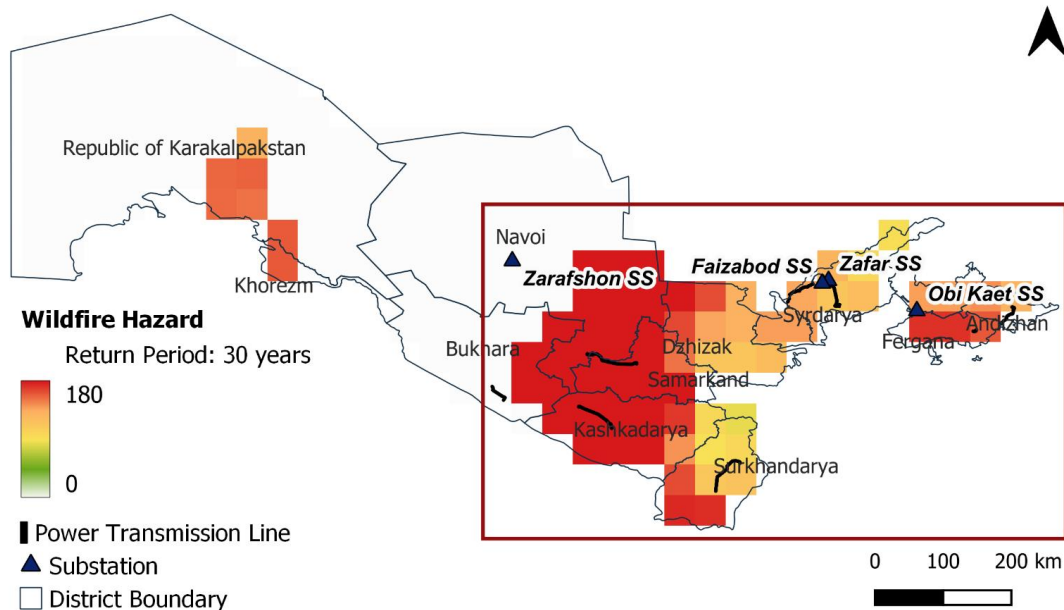 Republic of Karakalpakstan
Navoi
Zarafshon SS
Faizabod SS
Zafar SS
Obi Kaet SS
Khorezm
Syrdarya
Andizhan
Fergana
Bukhara
Dzhizak
Samarkand
Kashkadarya
Surkhandarya
Wildfire Hazard
Return Period: 30 years
180
0
Power Transmission Line
Substation
District Boundary
0 100 200 km